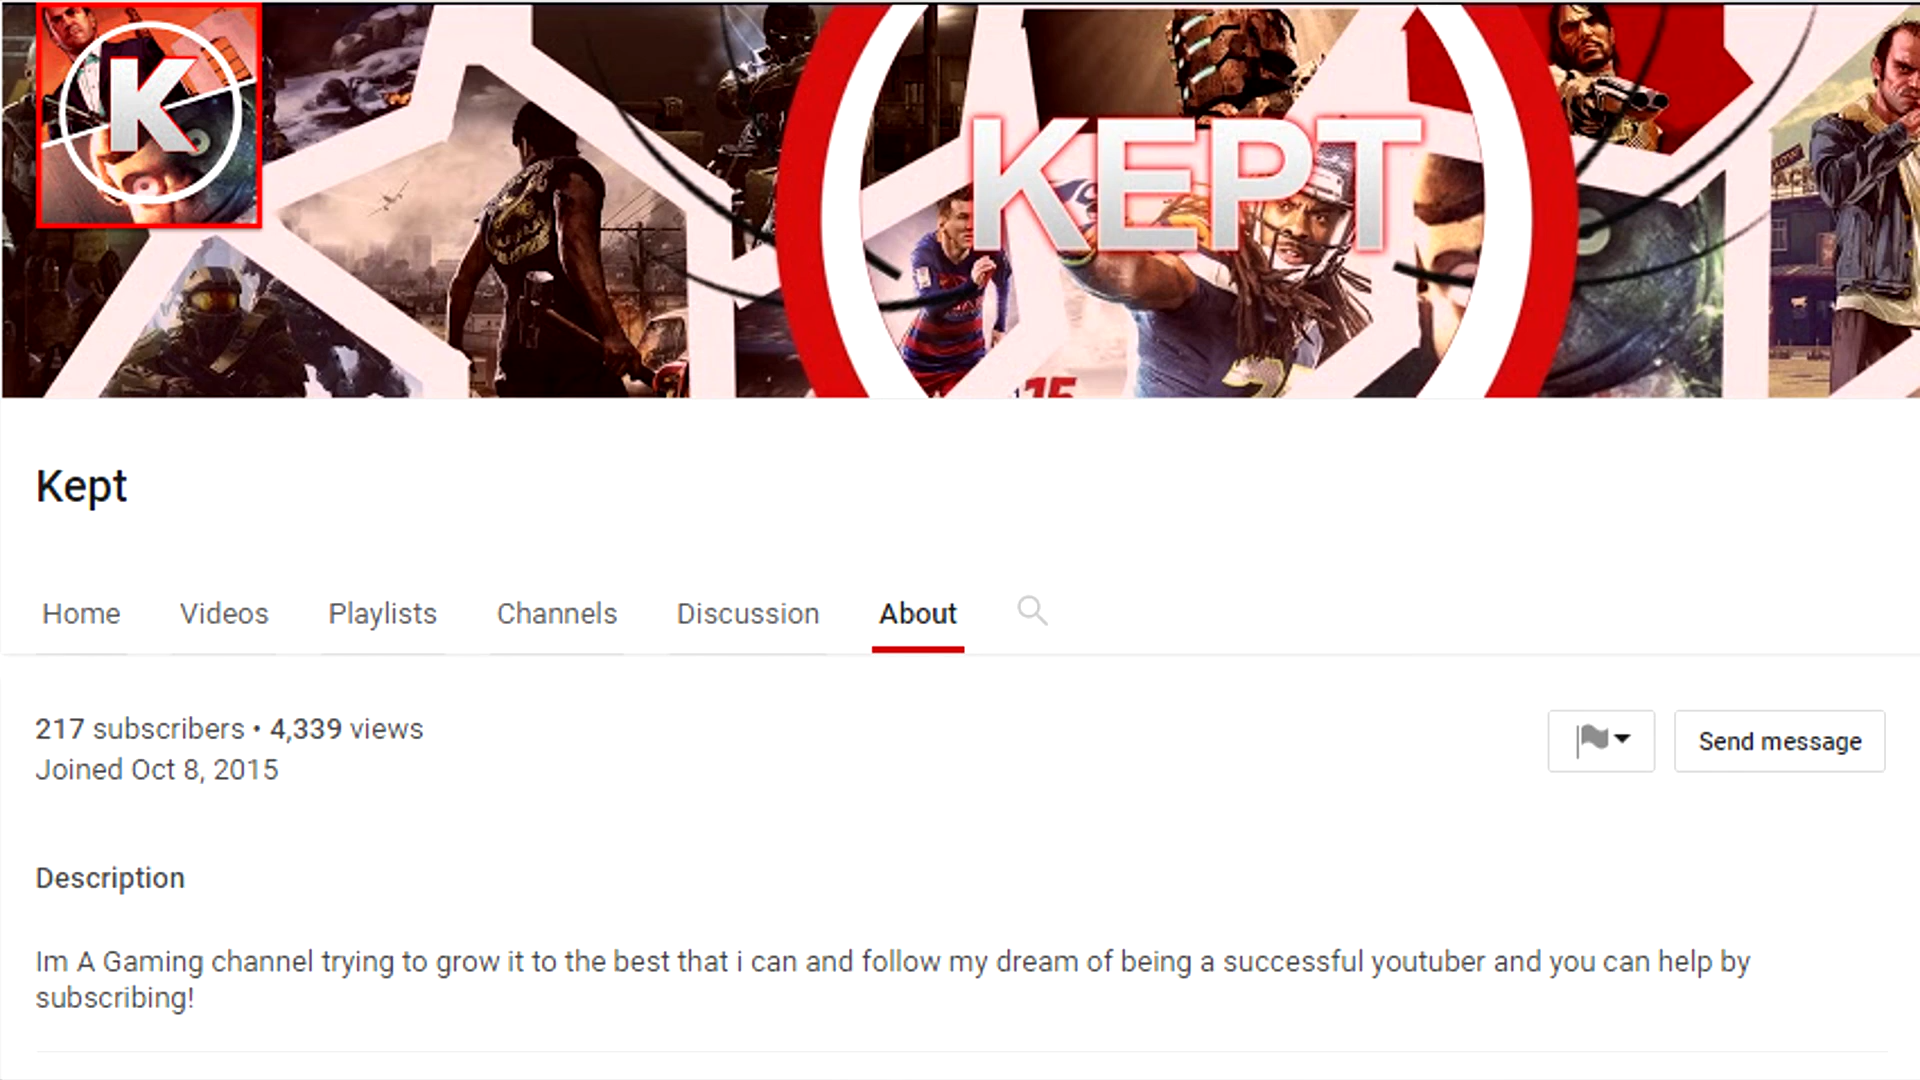 K
KEPT
15
Kept
Home Videos Playlists Channels Discussion About
217 subscribers • 4,339 views
Joined Oct 8, 2015
Send message
Description
Im A Gaming channel trying to grow it to the best that i can and follow my dream of being a successful youtuber and you can help by
subscribing!